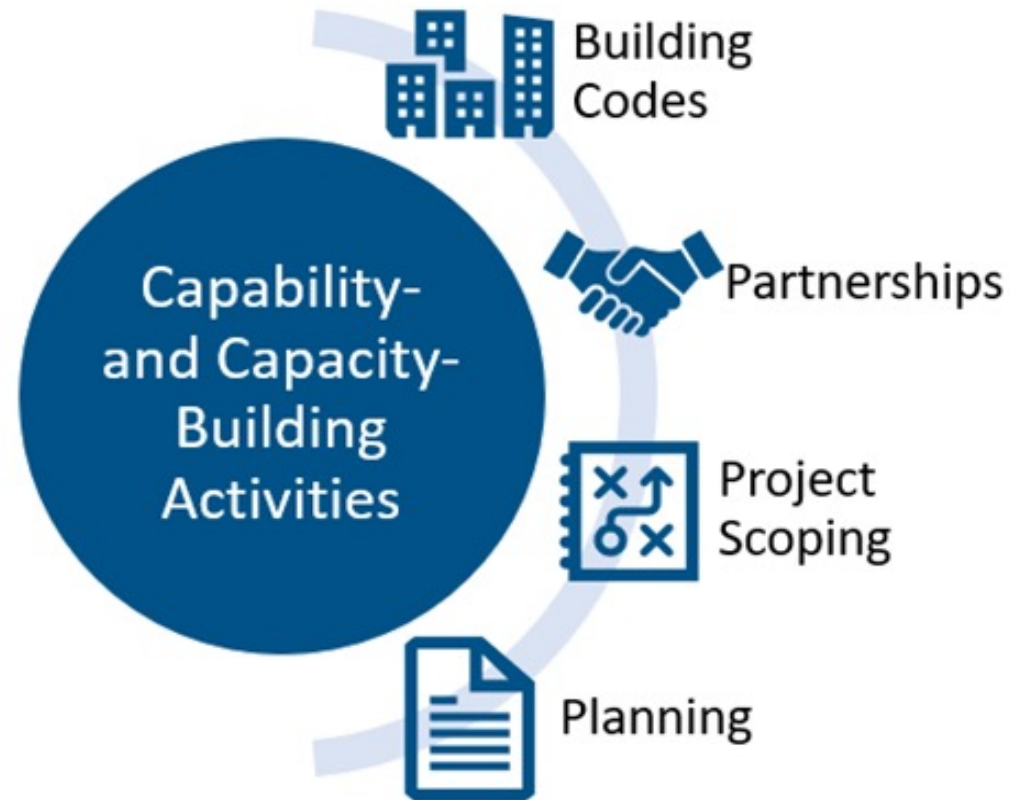 Building
Codes
Partnerships
Capability-
and Capacity-
Building
Activities
Project
Scoping
Planning